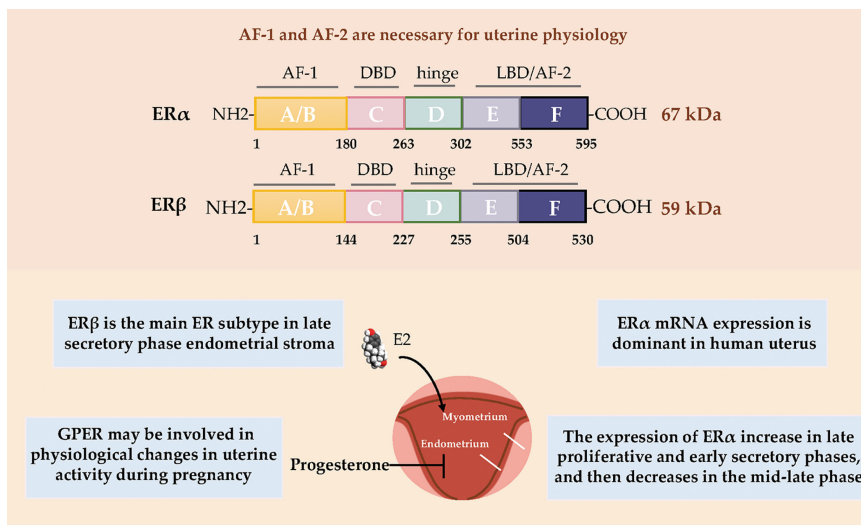 AF-1 and AF-2 are necessary for uterine physiology
AF-1 DBD hinge LBD/AF-2
ERα NH2- A/B C D E F -COOH 67 kDa
1 180 263 302 553 595
AF-1 DBD hinge LBD/AF-2
ERβ NH2- A/B C D E F -COOH 59 kDa
1 144 227 255 504 530
ERβ is the main ER subtype in late
secretory phase endometrial stroma
E2
ERα mRNA expression is
dominant in human uterus
GPER may be involved in
physiological changes in uterine
activity during pregnancy
Myometrium
Endometrium
Progesterone
The expression of ERα increase in late
proliferative and early secretory phases,
and then decreases in the mid-late phase